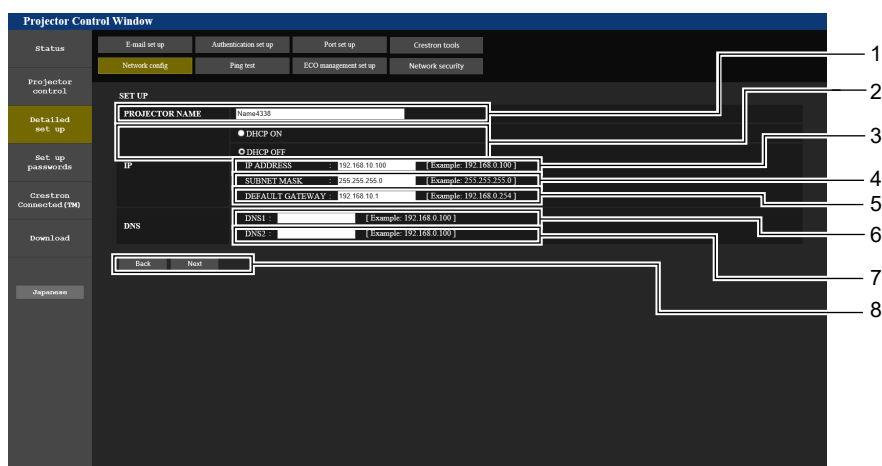 Projector Control Window
Status
E-mail set up Authentication set up Port set up Crestron tools
Network config Ping test ECO management set up Network security
Projector
control
Detailed
set up
Set up
passwords
Crestron
Connected(TM)
Download
Japanese
SET UP
PROJECTOR NAME Name4338
DHCP ON
DHCP OFF
IP
IP ADDRESS : 192.168.10.100 [ Example: 192.168.0.100 ]
SUBNET MASK : 255.255.255.0 [ Example: 255.255.255.0 ]
DEFAULT GATEWAY : 192.168.10.1 [ Example: 192.168.0.254 ]
DNS
DNS1 : [ Example: 192.168.0.100 ]
DNS2 : [ Example: 192.168.0.100 ]
Back Next
1
2
3
4
5
6
7
8